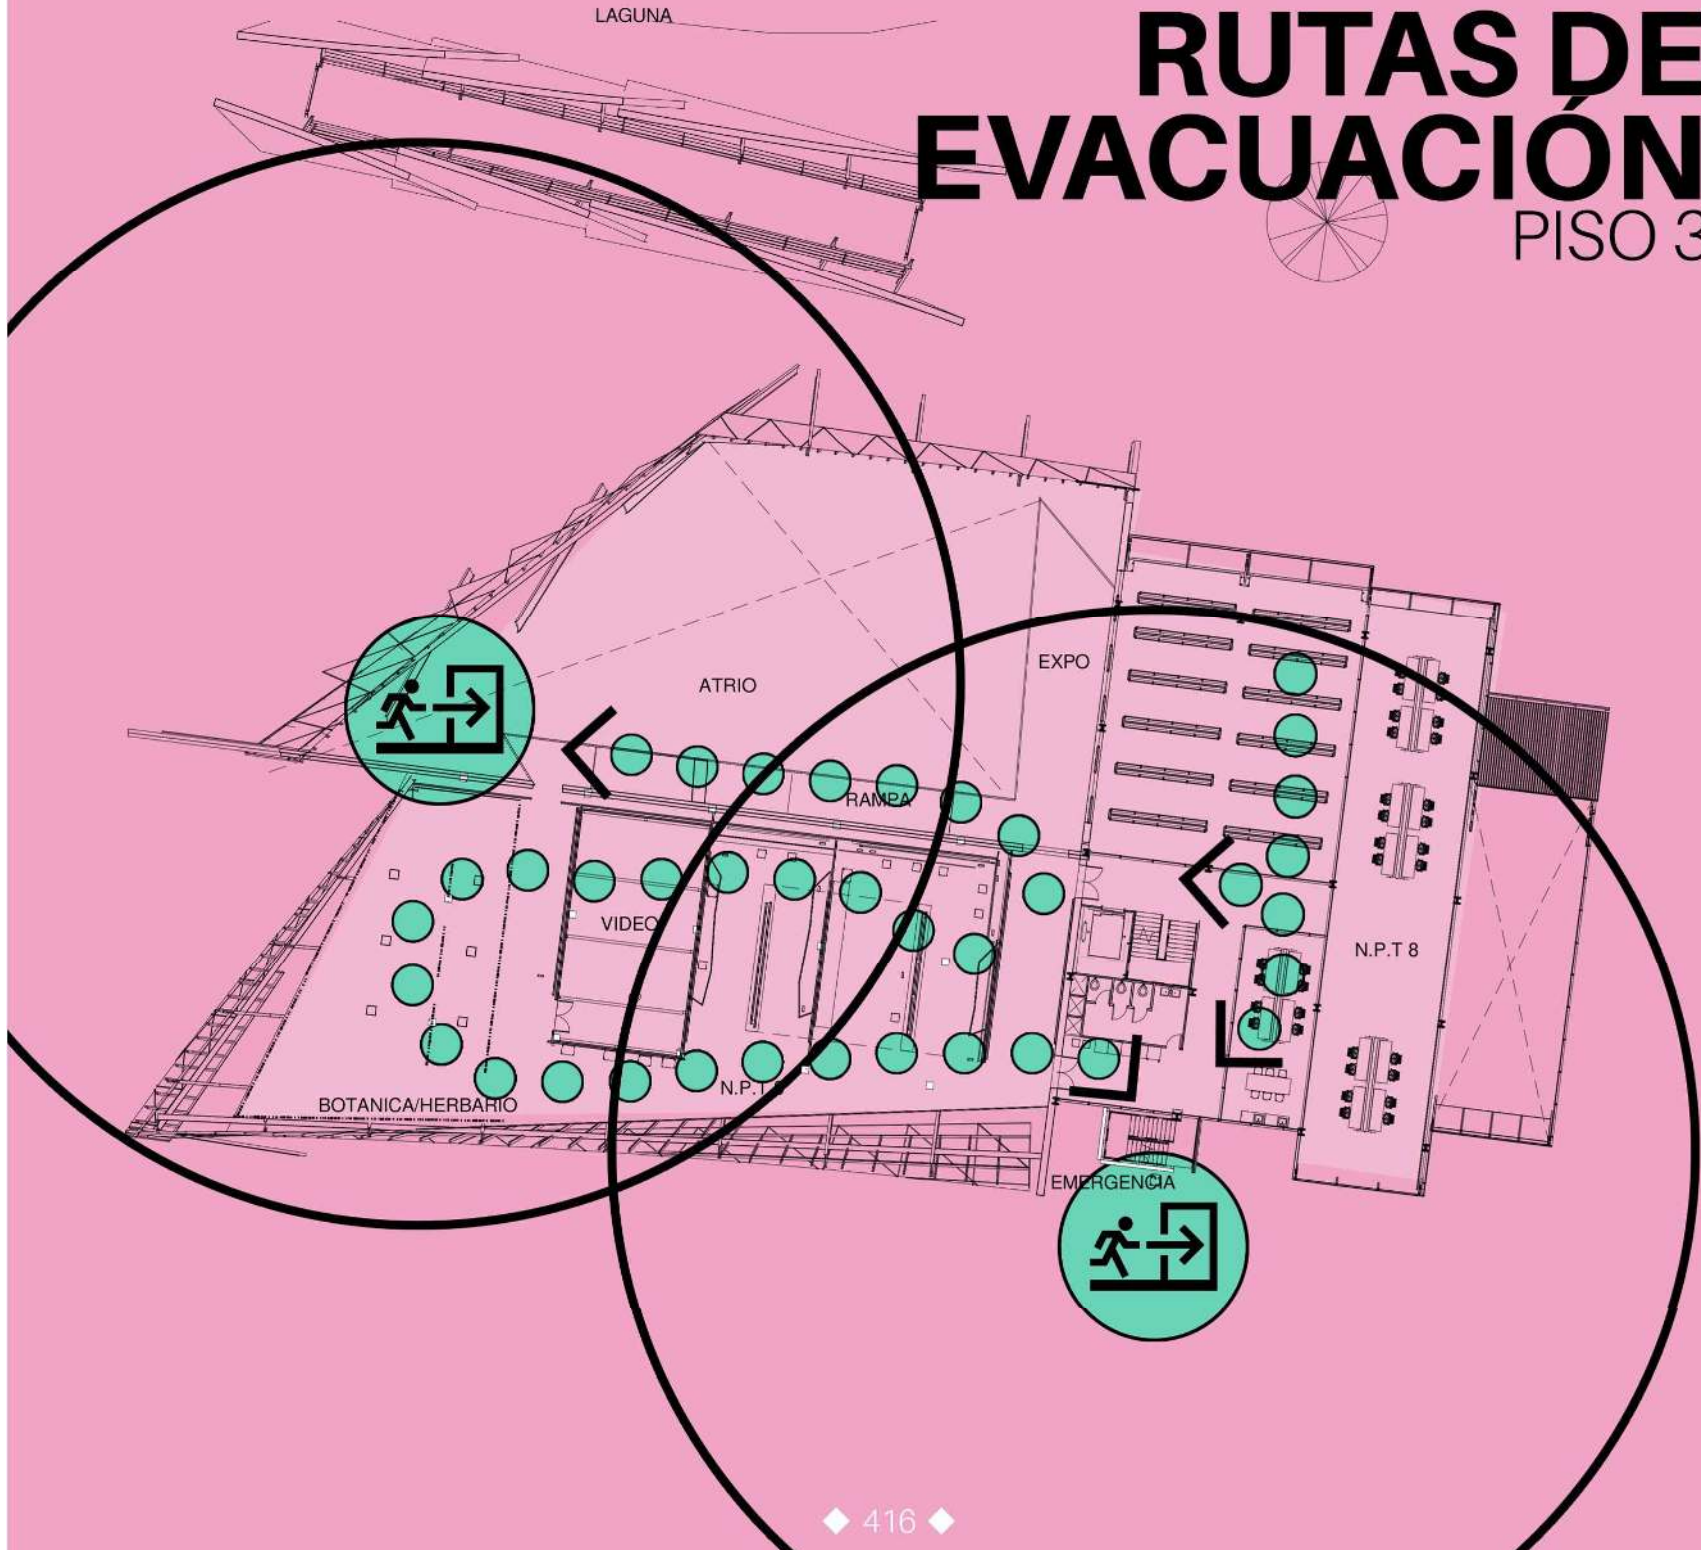 LAGUNA
RUTAS DE
EVACUACIÓN
PISO 3
EXPO
ATRIO
RAMPA
VIDEO
N.P.T 8
N.P.T
BOTANICA/HERBARIO
EMERGENCIA
416